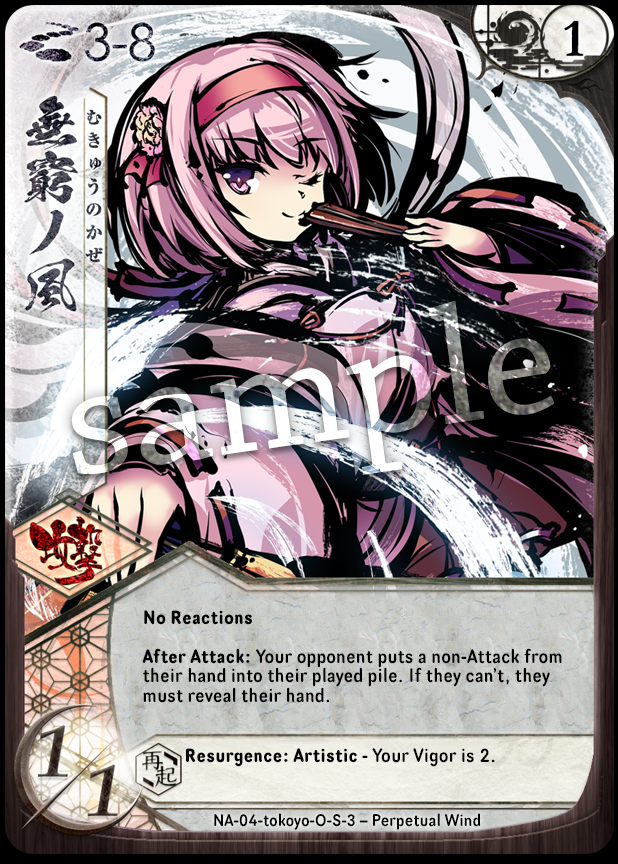 3-8
1
無窮ノ風
むきゅうのかぜ
sample
攻撃
No Reactions
After Attack: Your opponent puts a non-Attack from
their hand into their played pile. If they can't, they
must reveal their hand.
1/1
再起
Resurgence: Artistic - Your Vigor is 2.
NA-04-tokoyo-O-S-3 – Perpetual Wind